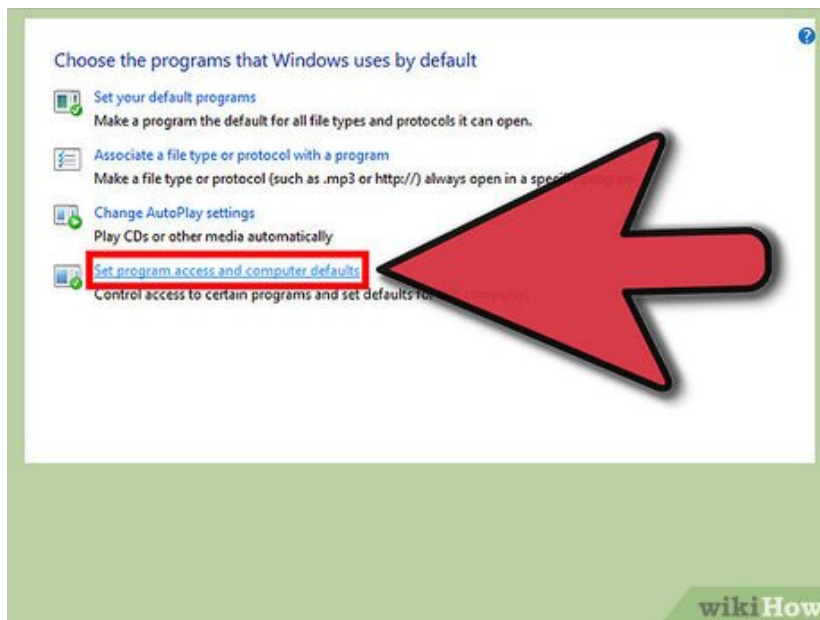 Choose the programs that Windows uses by default
Set your default programs
Make a program the default for all file types and protocols it can open.
Associate a file type or protocol with a program
Make a file type or protocol (such as .mp3 or http://) always open in a specific program.
Change AutoPlay settings
Play CDs or other media automatically
Set program access and computer defaults
Control access to certain programs and set defaults for this computer.
wikiHow